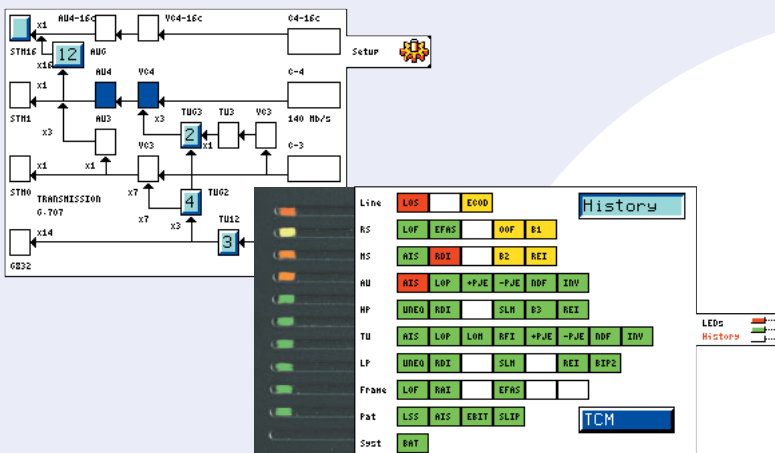 AU4-16c VC4-16c C4-16c
x1
STM16 AUG Setup
x16 12
AU4 VC4 C-4
x1
STM1 TUG3 TU3 VC3 140 Mb/s
AU3 x3
x3 2 x1
VC3 C-3
x1 x1
STM0 TRANSMISSION x7 TUG2
G.707 4
x7 x3 TU12
x14 3
G832
Line LOS ECOD History
RS LOF EFAS OOF B1
MS AIS RDI B2 REI
AU AIS LOP +PJE -PJE NDF INV
HP UNEQ RDI SLM B3 REI
LEDs
TU AIS LOP LOM RFI +PJE -PJE NDF INV
History
LP UNEQ RDI SLM REI BIP2
Frame LOF RAI EFAS
Pat LSS AIS EBIT SLIP TCM
Syst BAT